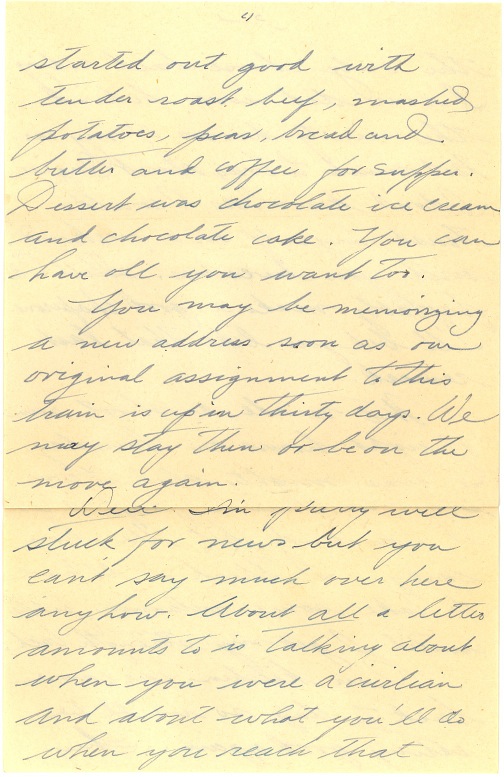 4)
started out good with
tender roast beef, mashed
potatoes, peas, bread and
butter and coffee for supper.
Dessert was chocolate ice cream
and chocolate cake. You can
have all you want too.
You may be memorizing
a new address soon as our
original assignment to this
train is up in thirty days. We
may stay then or be on the
move again.
Well I'm pretty well
stuck for news but you
can't say much over here
anyhow. About all a letter
amounts to is talking about
when you were a civilian
and about what you'll do
when you reach that